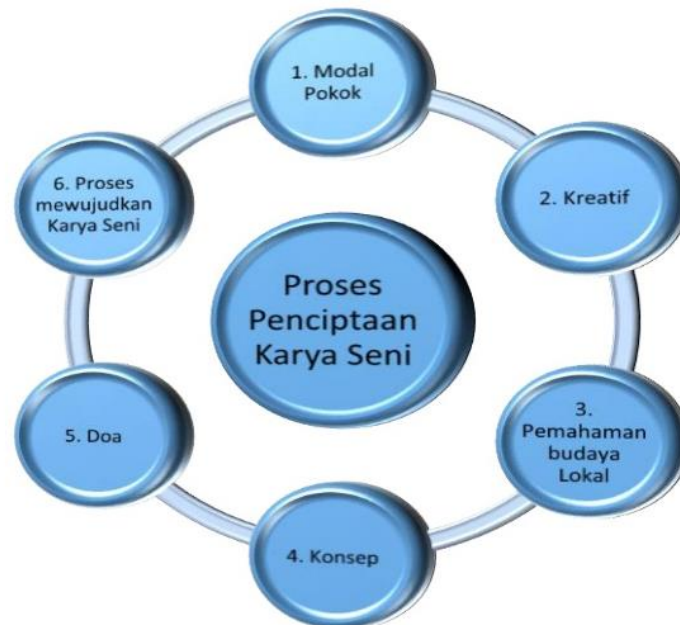 1. Modal
Pokok
2. Kreatif
3.
Pemahaman
budaya
Lokal
4. Konsep
5. Doa
6. Proses
mewujudkan
Karya Seni
Proses
Penciptaan
Karya Seni